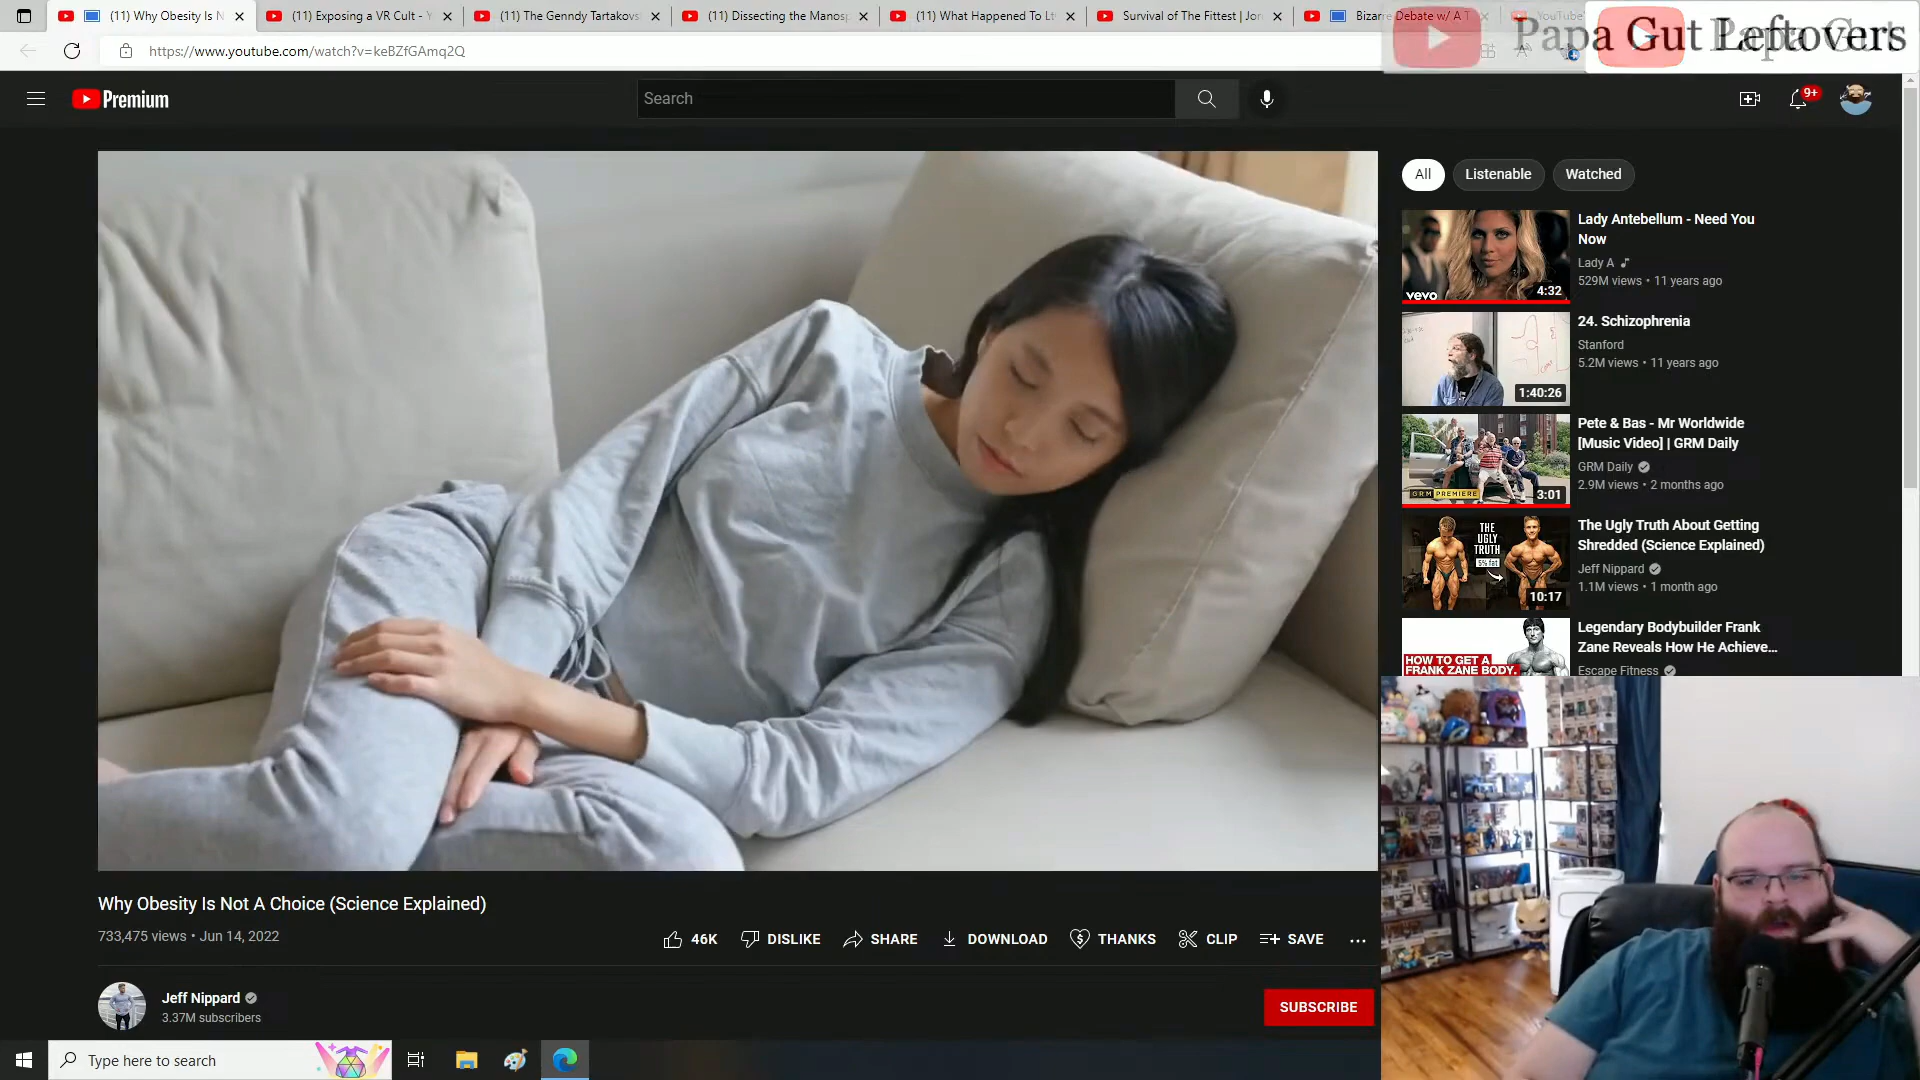 (11) Why Obesity Is N
(11) Exposing a VR Cult - Y
(11) The Genndy Tartakovs
(11) Dissecting the Manosp
(11) What Happened To Lt
Survival of The Fittest | Jor
Bizarre Debate w/ A T
YouTube
Papa Gut Leftovers
https://www.youtube.com/watch?v=keBZfGAmq2Q
Premium
Search
9+
All
Listenable
Watched
Lady Antebellum - Need You
Now
Lady A
529M views • 11 years ago
vevo
4:32
24. Schizophrenia
Stanford
5.2M views • 11 years ago
1:40:26
Pete & Bas - Mr Worldwide
[Music Video] | GRM Daily
GRM Daily
2.9M views • 2 months ago
GRM PREMIERE
3:01
The Ugly Truth About Getting
Shredded (Science Explained)
Jeff Nippard
1.1M views • 1 month ago
THE
UGLY
TRUTH
5% fat
10:17
Legendary Bodybuilder Frank
Zane Reveals How He Achieve...
Escape Fitness
HOW TO GET A
FRANK ZANE BODY.
Why Obesity Is Not A Choice (Science Explained)
733,475 views • Jun 14, 2022
46K
DISLIKE
SHARE
DOWNLOAD
THANKS
CLIP
SAVE
Jeff Nippard
3.37M subscribers
SUBSCRIBE
Type here to search